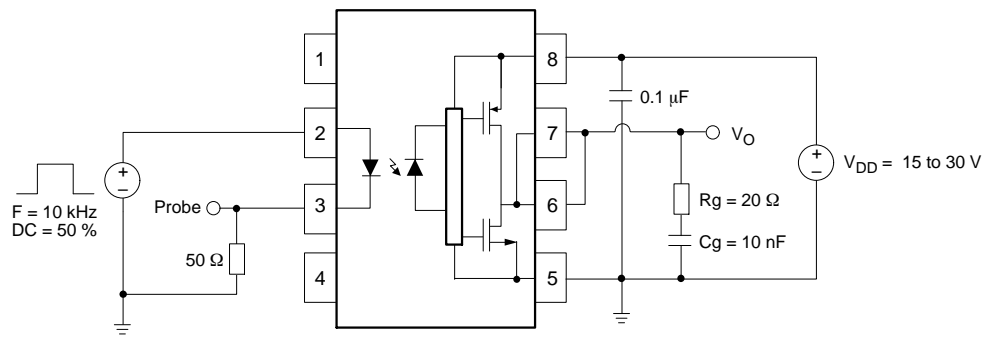 1
2
3
4
8
7
6
5
F = 10 kHz
DC = 50 %
+
−
Probe
50 Ω
0.1 μF
V_O
Rg = 20 Ω
Cg = 10 nF
+
−
V_DD = 15 to 30 V